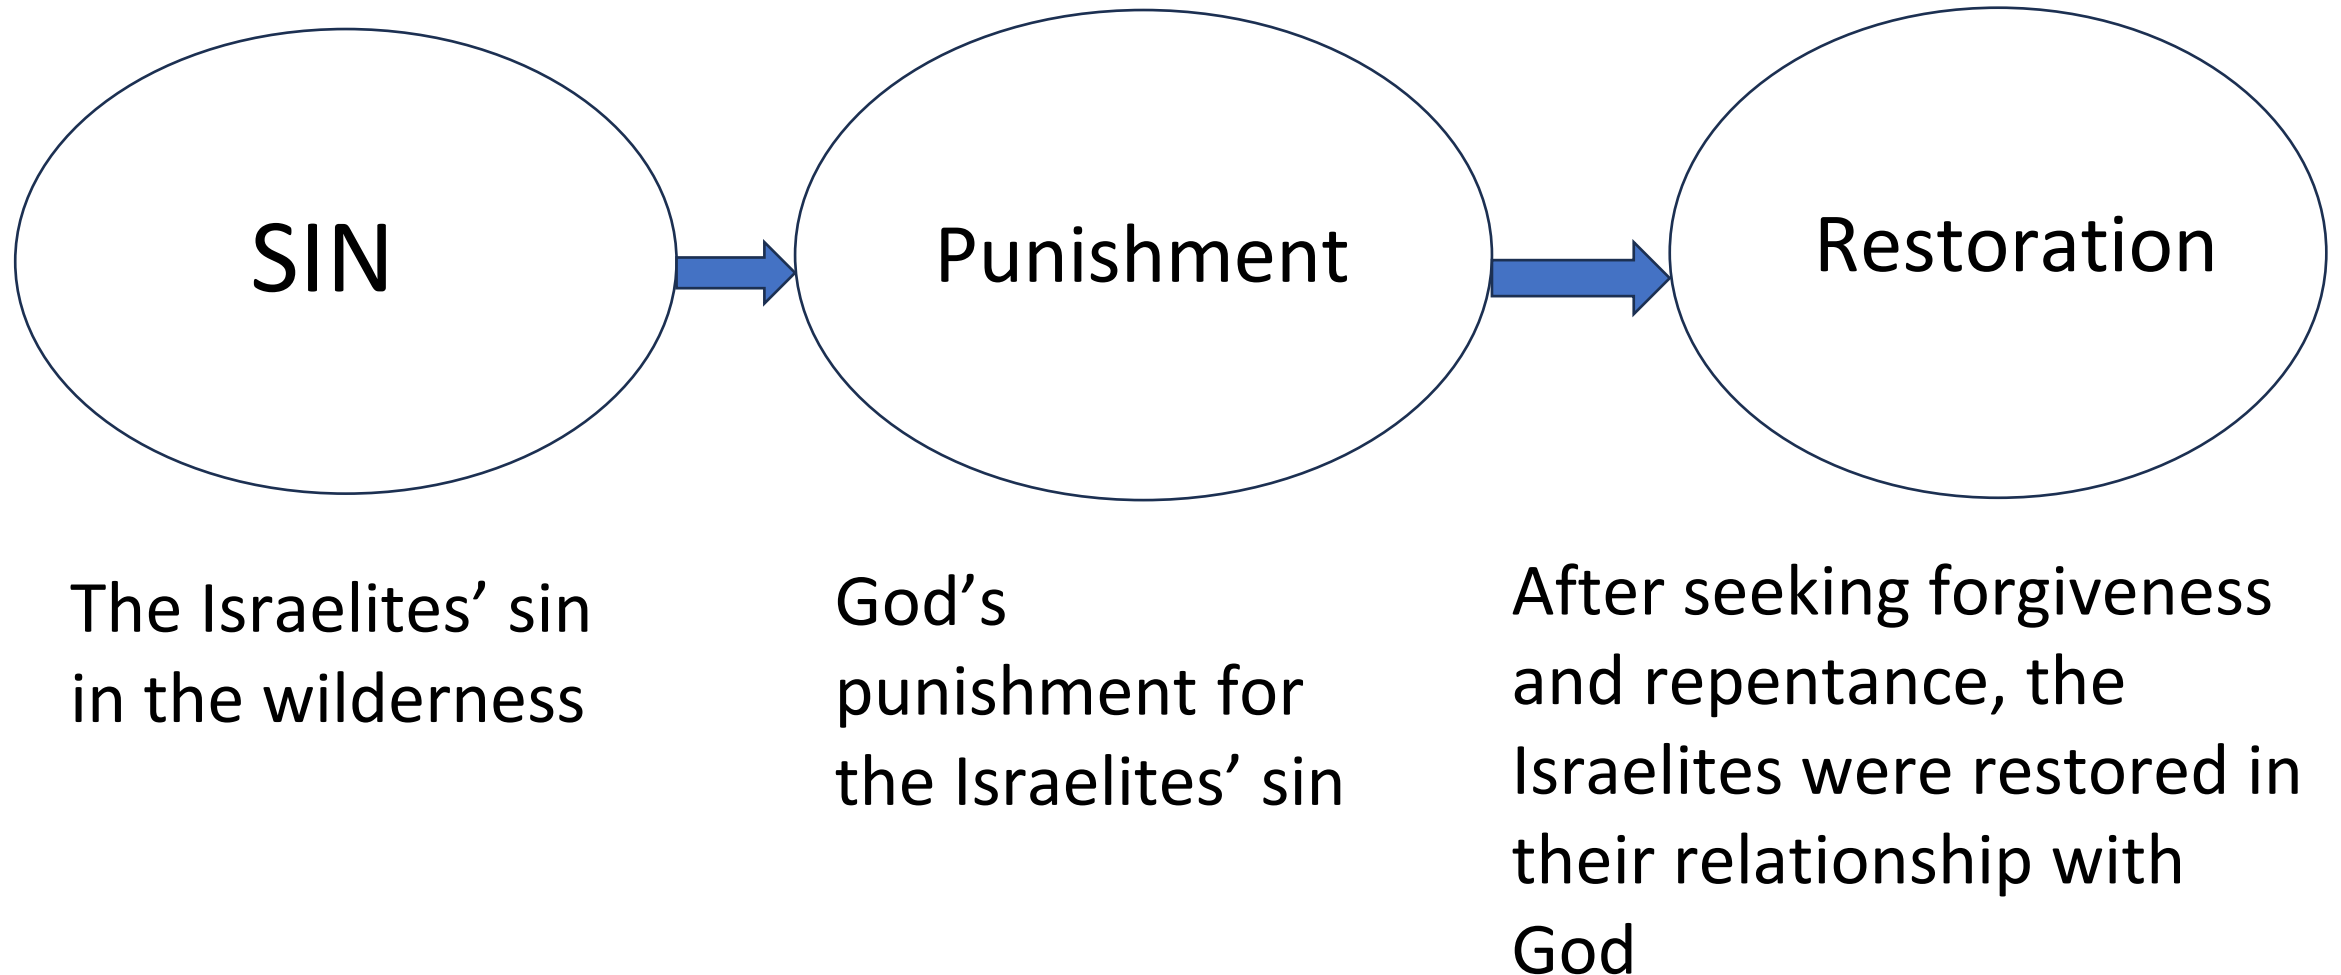 SIN
Punishment
Restoration
The Israelites’ sin
in the wilderness
God’s
punishment for
the Israelites’ sin
After seeking forgiveness
and repentance, the
Israelites were restored in
their relationship with
God